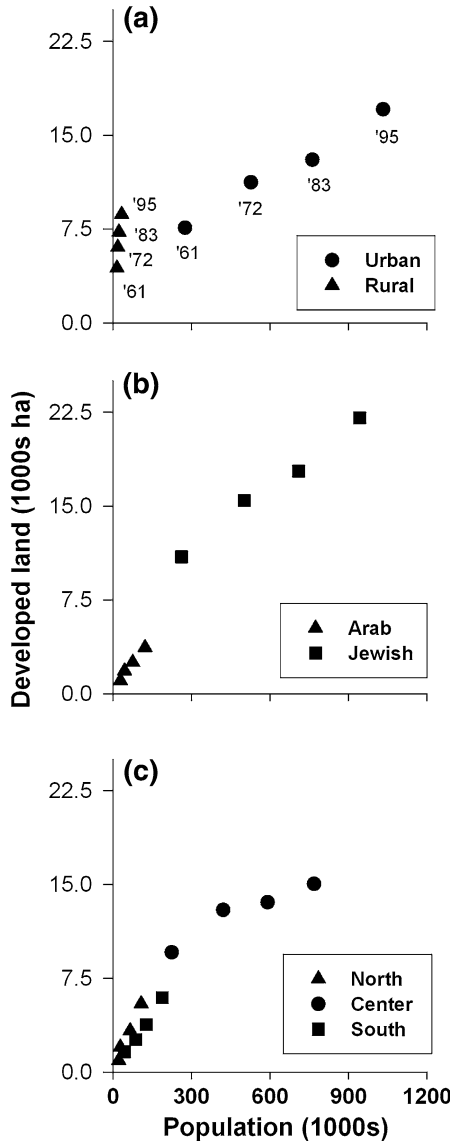 (a)
22.5
15.0
7.5
0.0
'95
'83
'72
'61
'61
'72
'83
'95
Urban
Rural
(b)
22.5
15.0
7.5
0.0
Arab
Jewish
Developed land (1000s ha)
(c)
22.5
15.0
7.5
0.0
North
Center
South
0 300 600 900 1200
Population (1000s)